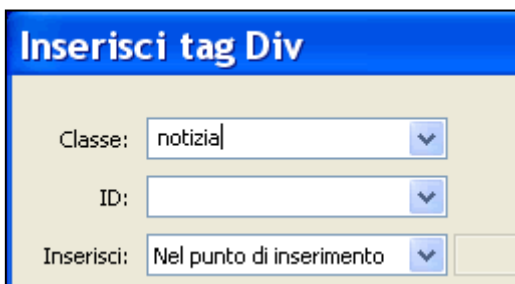 Inserisci tag Div
Classe: notizia
ID:
Inserisci: Nel punto di inserimento